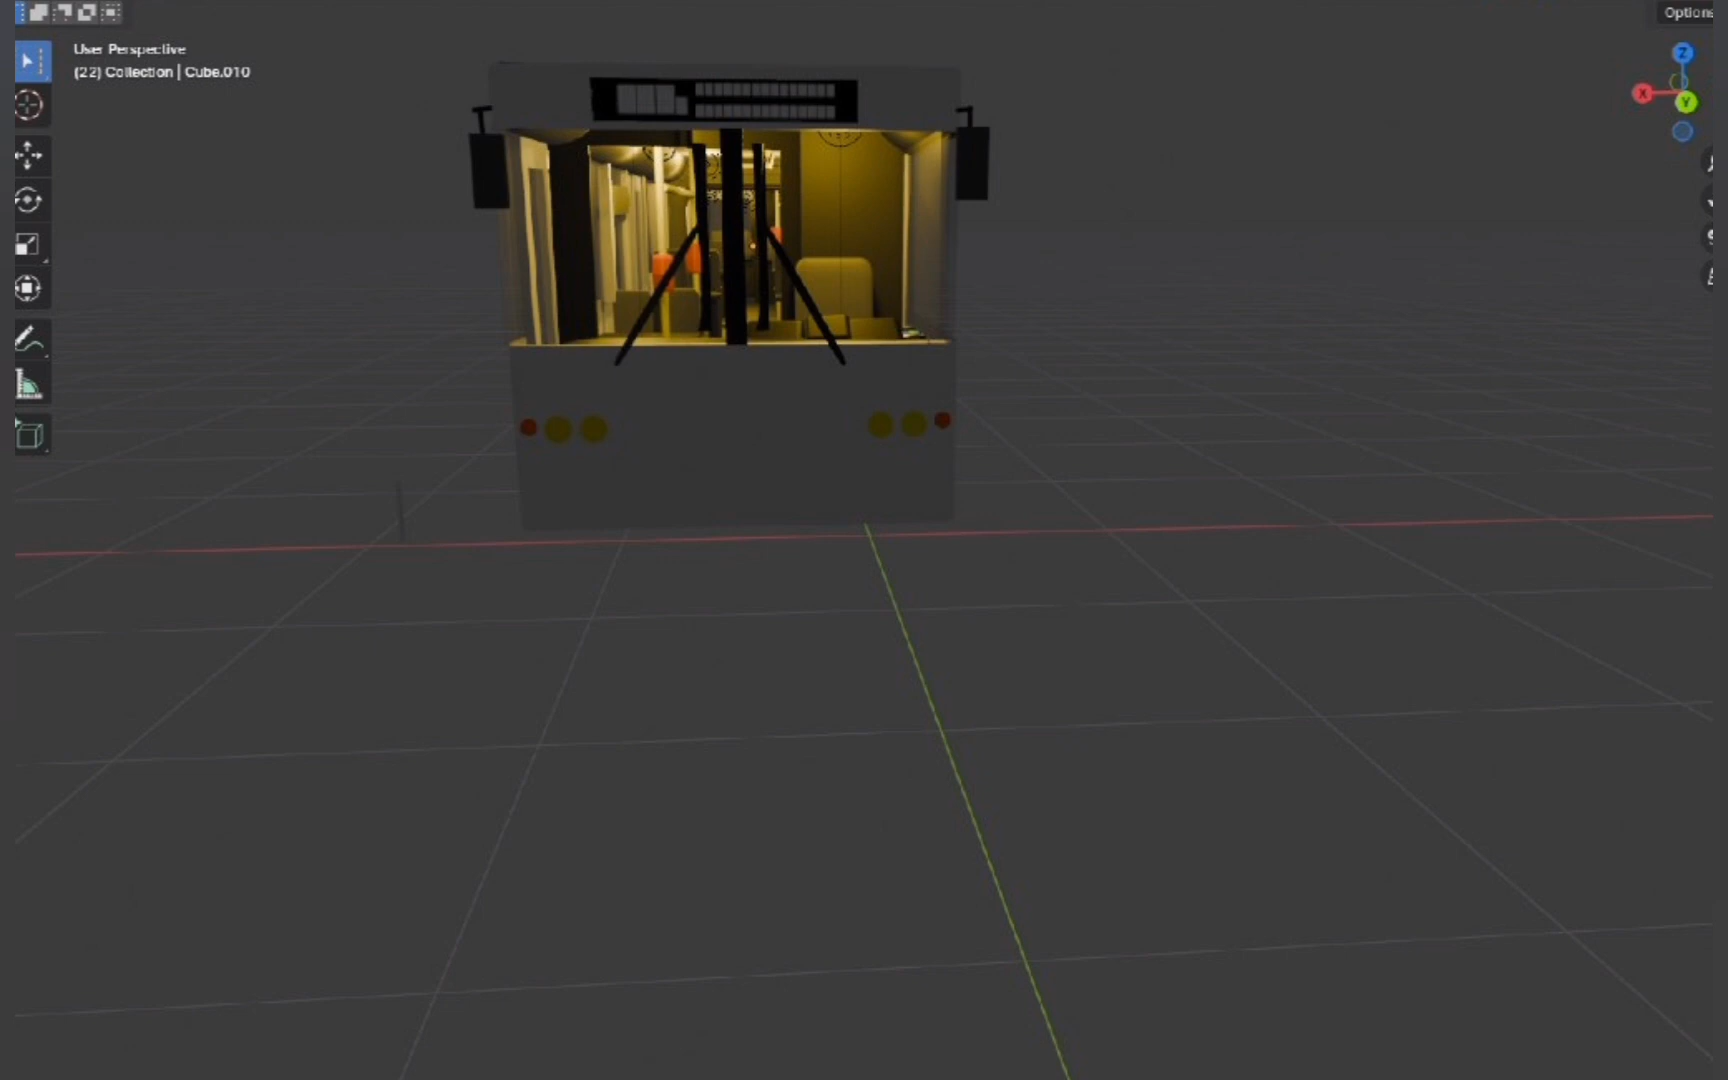 Options
User Perspective
(22) Collection | Cube.010
Z
X
Y